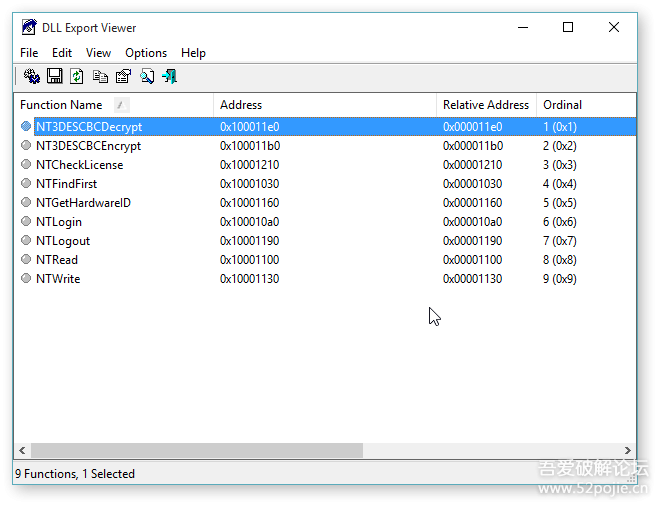 DLL Export Viewer
File Edit View Options Help
Function Name / Address Relative Address Ordinal
NT3DESCBCDecrypt 0x100011e0 0x000011e0 1 (0x1)
NT3DESCBCEncrypt 0x100011b0 0x000011b0 2 (0x2)
NTCheckLicense 0x10001210 0x00001210 3 (0x3)
NTFindFirst 0x10001030 0x00001030 4 (0x4)
NTGetHardwareID 0x10001160 0x00001160 5 (0x5)
NTLogin 0x100010a0 0x000010a0 6 (0x6)
NTLogout 0x10001190 0x00001190 7 (0x7)
NTRead 0x10001100 0x00001100 8 (0x8)
NTWrite 0x10001130 0x00001130 9 (0x9)
9 Functions, 1 Selected
吾爱破解论坛
www.52pojie.cn